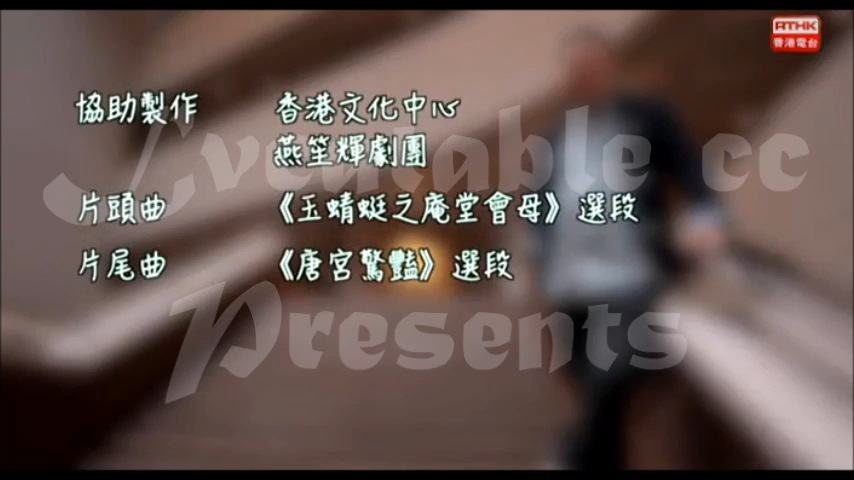 RTHK
香港電台
協助製作 香港文化中心
燕笙輝劇團
片頭曲 《玉蜻蜓之庵堂會母》選段
片尾曲 《唐宮驚豔》選段
Eventable cc
Presents